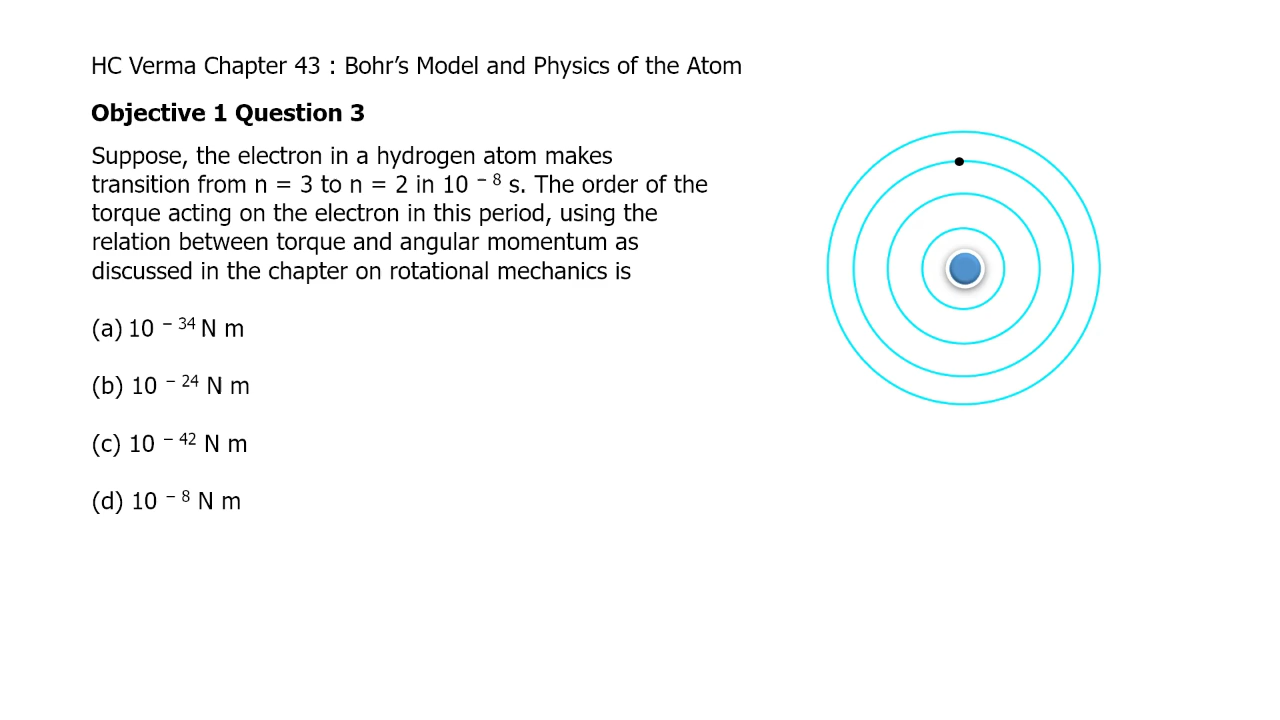 HC Verma Chapter 43 : Bohr’s Model and Physics of the Atom
Objective 1 Question 3
Suppose, the electron in a hydrogen atom makes
transition from n = 3 to n = 2 in 10 ⁻ ⁸ s. The order of the
torque acting on the electron in this period, using the
relation between torque and angular momentum as
discussed in the chapter on rotational mechanics is
(a) 10 ⁻ ³⁴ N m
(b) 10 ⁻ ²⁴ N m
(c) 10 ⁻ ⁴² N m
(d) 10 ⁻ ⁸ N m